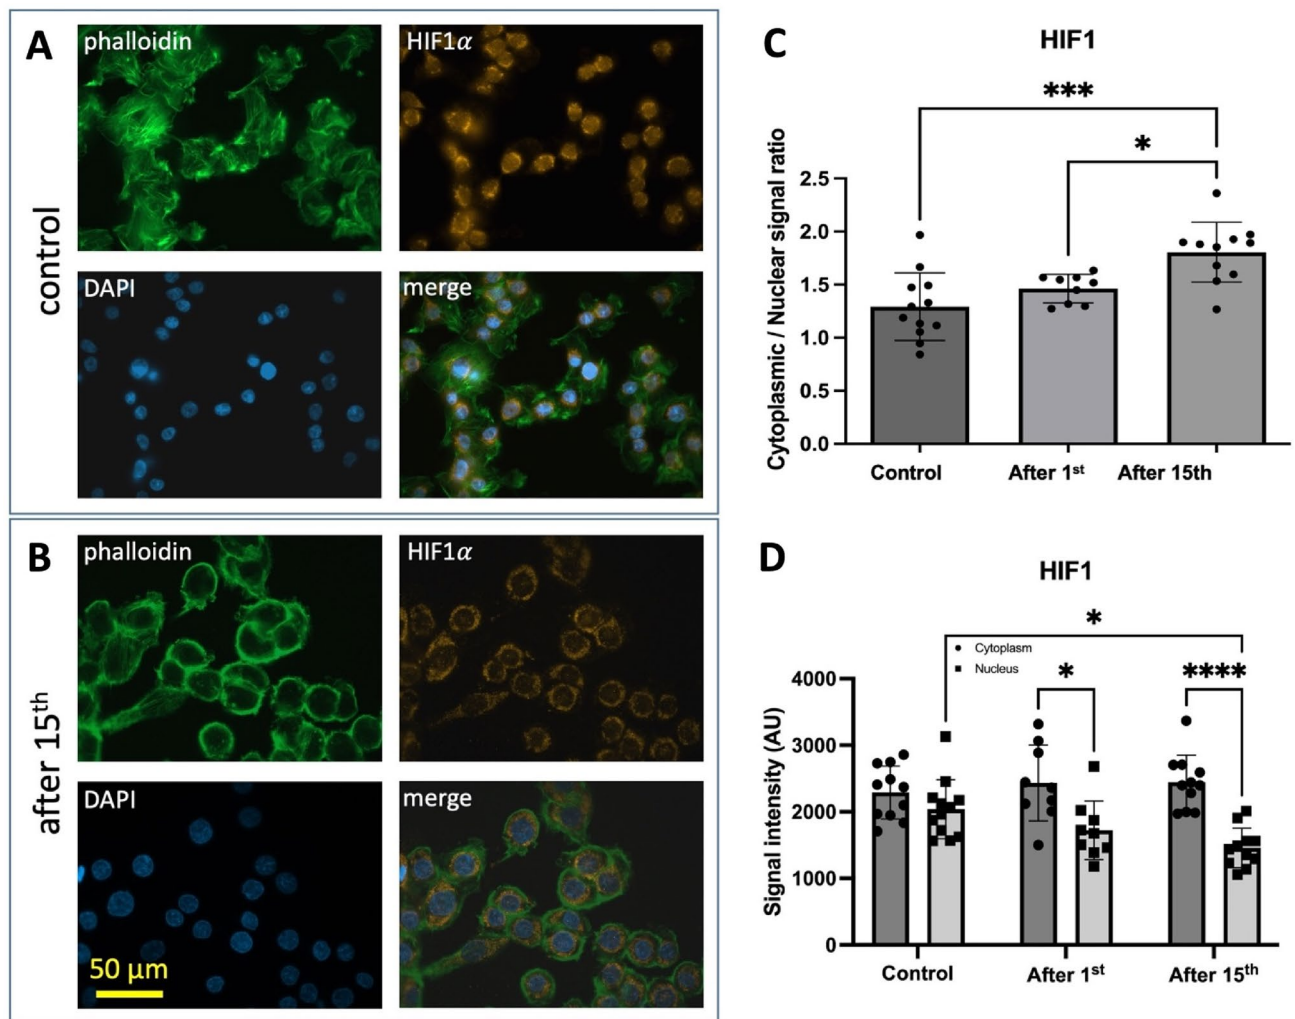 A
control
phalloidin
HIF1α
DAPI
merge
B
after 15th
phalloidin
HIF1α
DAPI
merge
50 µm
C
HIF1
***
*
Cytoplasmic / Nuclear signal ratio
2.5
2.0
1.5
1.0
0.5
0.0
Control
After 1st
After 15th
D
HIF1
*
Cytoplasm
Nucleus
*
****
Signal intensity (AU)
4000
3000
2000
1000
0
Control
After 1st
After 15th